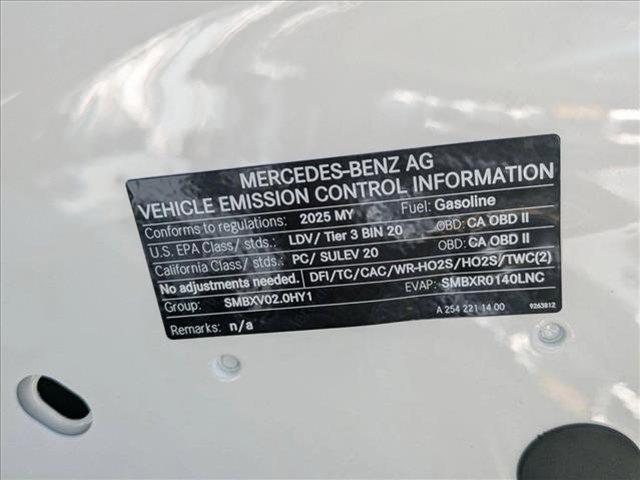 MERCEDES-BENZ AG
VEHICLE EMISSION CONTROL INFORMATION
Conforms to regulations: 2025 MY Fuel: Gasoline
U.S. EPA Class/ stds.: LDV/ Tier 3 BIN 20 OBD: CA OBD II
California Class/ stds.: PC/ SULEV 20 OBD: CA OBD II
No adjustments needed. DFI/TC/CAC/WR-HO2S/HO2S/TWC(2)
Group: SMBXV02.0HY1 EVAP: SMBXR0140LNC
A 254 221 14 00 9263812
Remarks: n/a